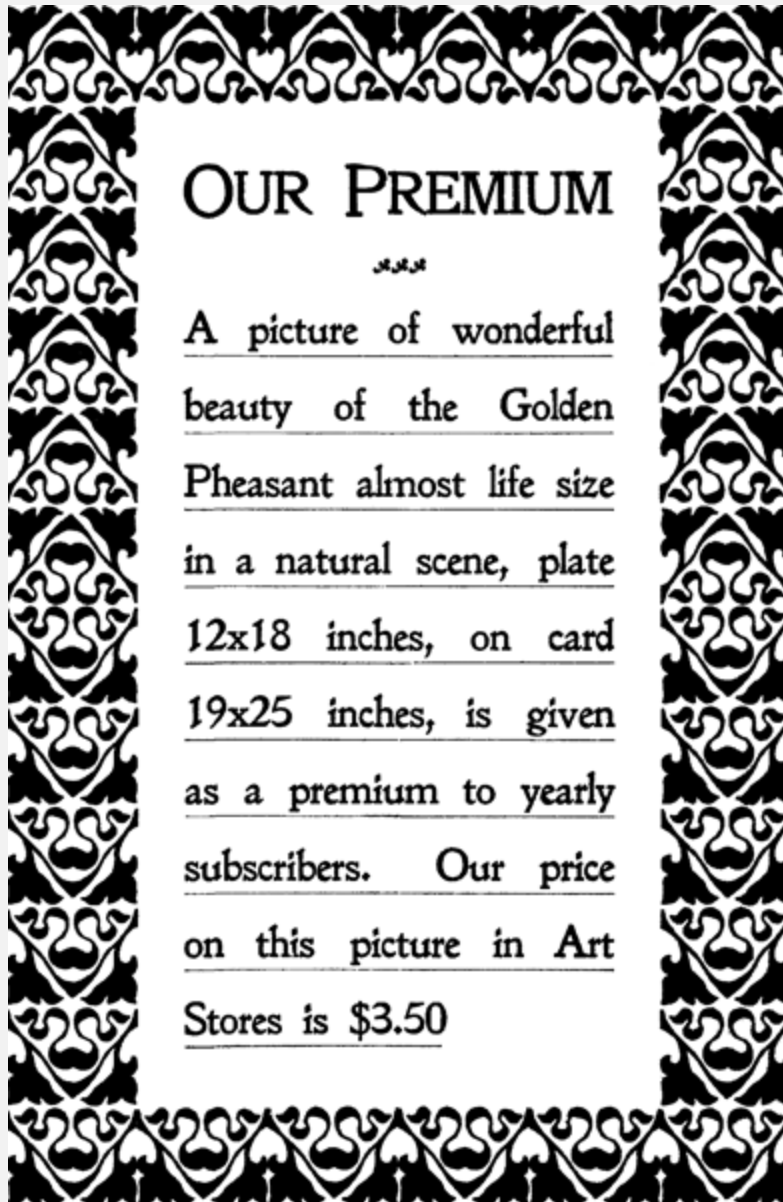 OUR PREMIUM
A picture of wonderful
beauty of the Golden
Pheasant almost life size
in a natural scene, plate
12x18 inches, on card
19x25 inches, is given
as a premium to yearly
subscribers. Our price
on this picture in Art
Stores is $3.50